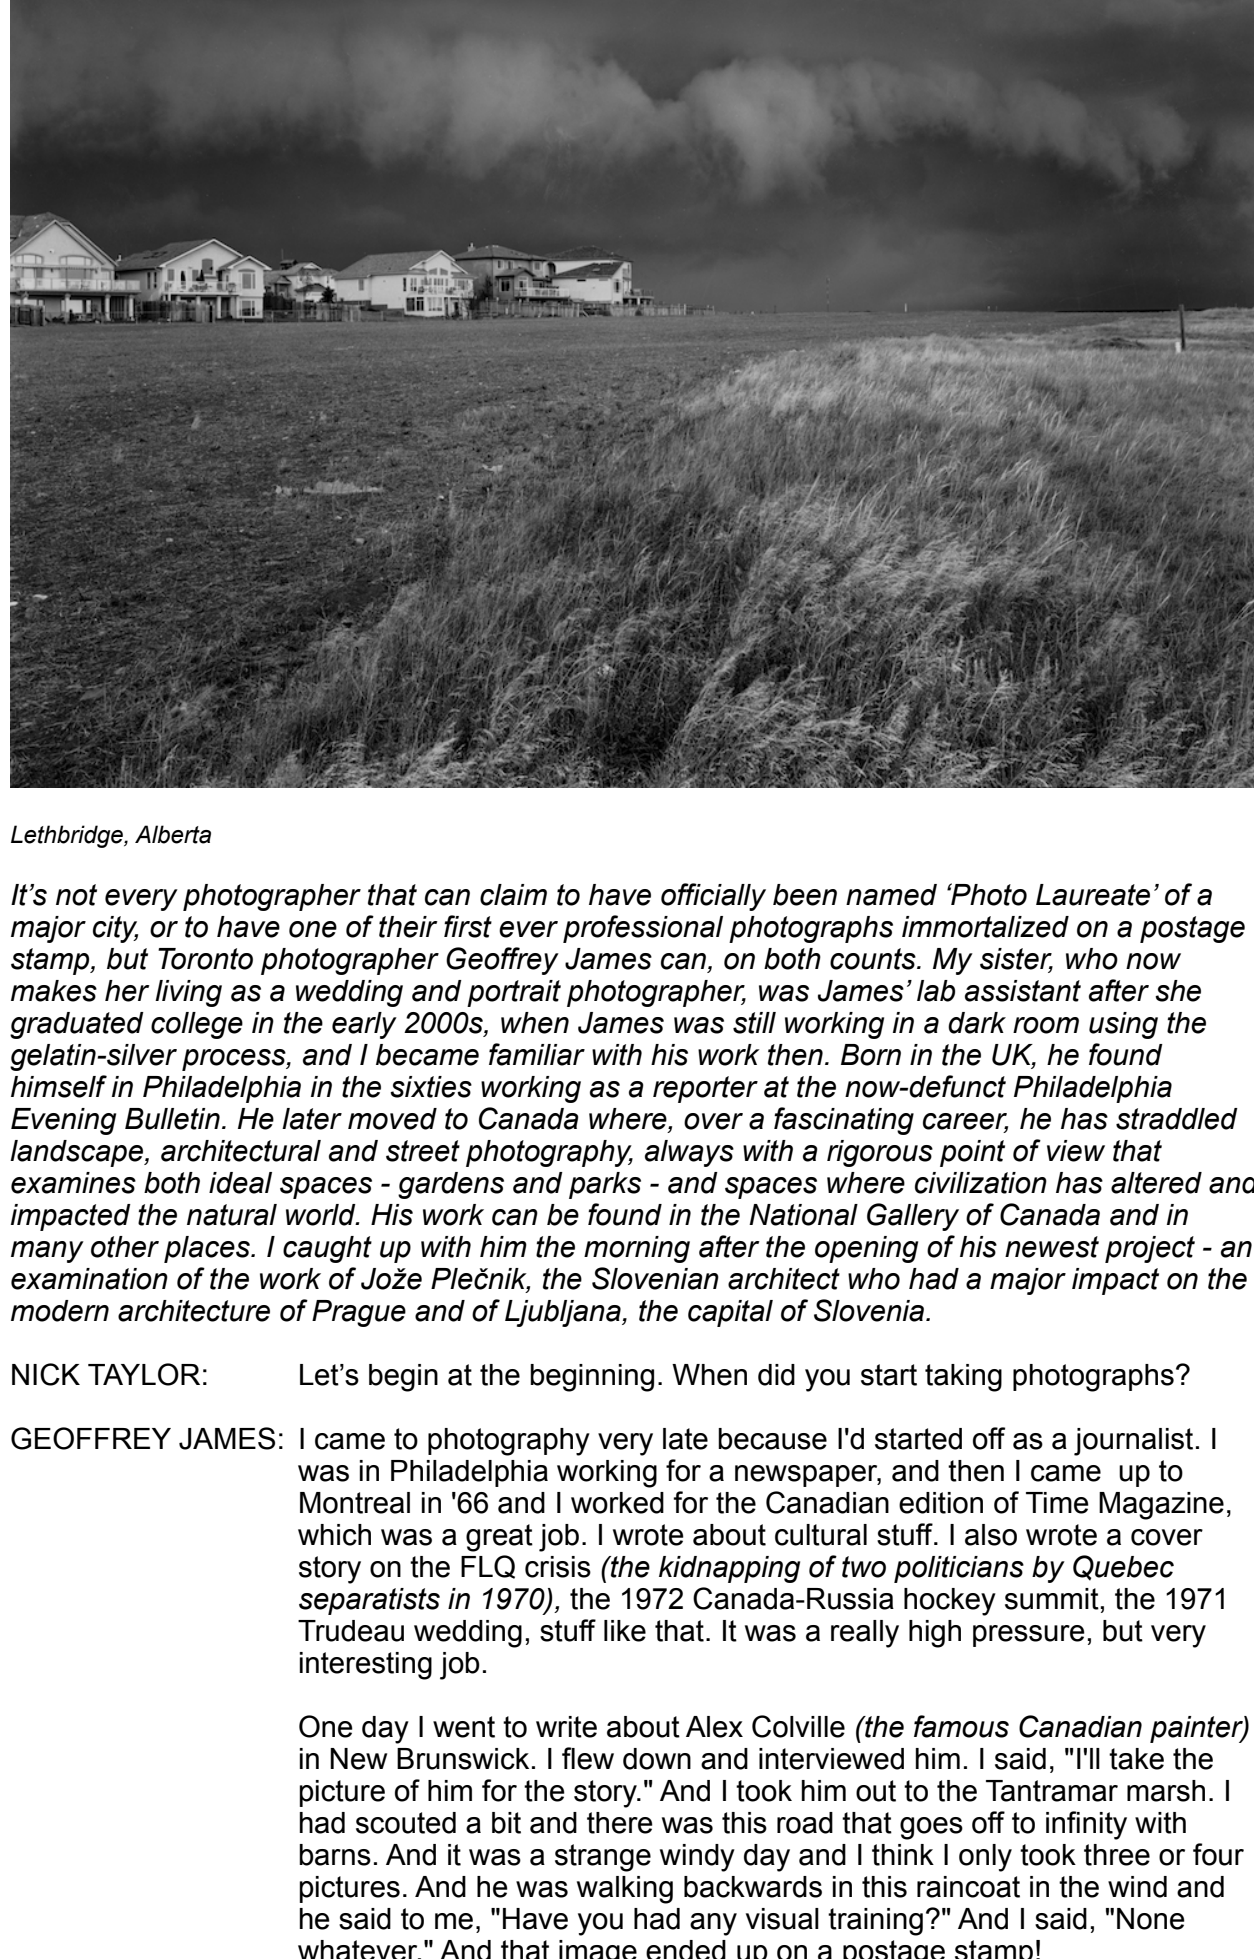 Lethbridge, Alberta
It’s not every photographer that can claim to have officially been named ‘Photo Laureate’ of a
major city, or to have one of their first ever professional photographs immortalized on a postage
stamp, but Toronto photographer Geoffrey James can, on both counts. My sister, who now
makes her living as a wedding and portrait photographer, was James’ lab assistant after she
graduated college in the early 2000s, when James was still working in a dark room using the
gelatin-silver process, and I became familiar with his work then. Born in the UK, he found
himself in Philadelphia in the sixties working as a reporter at the now-defunct Philadelphia
Evening Bulletin. He later moved to Canada where, over a fascinating career, he has straddled
landscape, architectural and street photography, always with a rigorous point of view that
examines both ideal spaces - gardens and parks - and spaces where civilization has altered and
impacted the natural world. His work can be found in the National Gallery of Canada and in
many other places. I caught up with him the morning after the opening of his newest project - an
examination of the work of Jože Plečnik, the Slovenian architect who had a major impact on the
modern architecture of Prague and of Ljubljana, the capital of Slovenia.
NICK TAYLOR: Let’s begin at the beginning. When did you start taking photographs?
GEOFFREY JAMES: I came to photography very late because I'd started off as a journalist. I
was in Philadelphia working for a newspaper, and then I came  up to
Montreal in '66 and I worked for the Canadian edition of Time Magazine,
which was a great job. I wrote about cultural stuff. I also wrote a cover
story on the FLQ crisis (the kidnapping of two politicians by Quebec
separatists in 1970), the 1972 Canada-Russia hockey summit, the 1971
Trudeau wedding, stuff like that. It was a really high pressure, but very
interesting job.
One day I went to write about Alex Colville (the famous Canadian painter)
in New Brunswick. I flew down and interviewed him. I said, "I'll take the
picture of him for the story." And I took him out to the Tantramar marsh. I
had scouted a bit and there was this road that goes off to infinity with
barns. And it was a strange windy day and I think I only took three or four
pictures. And he was walking backwards in this raincoat in the wind and
he said to me, "Have you had any visual training?" And I said, "None
whatever." And that image ended up on a postage stamp!